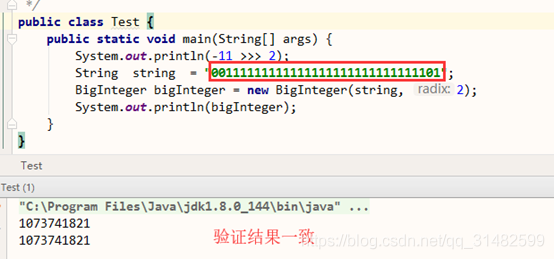 */
public class Test {
public static void main(String[] args) {
System.out.println(-11 >>> 2);
String string = "00111111111111111111111111111101";
BigInteger bigInteger = new BigInteger(string, radix: 2);
System.out.println(bigInteger);
}
}
Test
Test (1)
"C:\Program Files\Java\jdk1.8.0_144\bin\java" ...
1073741821
1073741821
验证结果一致
https://blog.csdn.net/qq_31482599